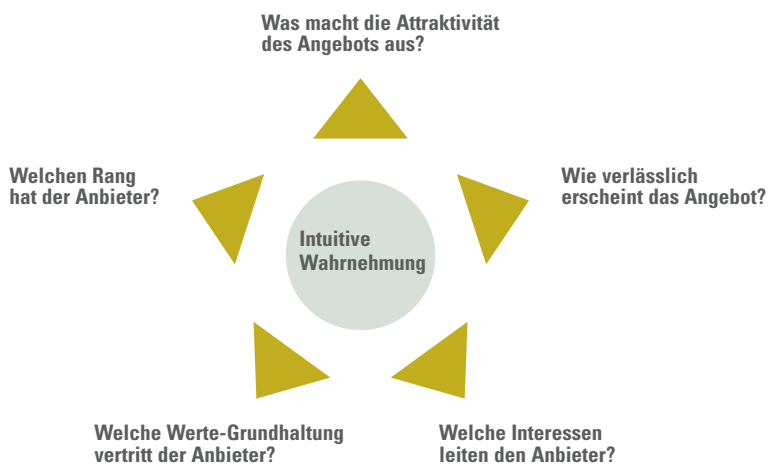 Was macht die Attraktivität
des Angebots aus?
Welchen Rang
hat der Anbieter?
Wie verlässlich
erscheint das Angebot?
Intuitive
Wahrnehmung
Welche Werte-Grundhaltung
vertritt der Anbieter?
Welche Interessen
leiten den Anbieter?